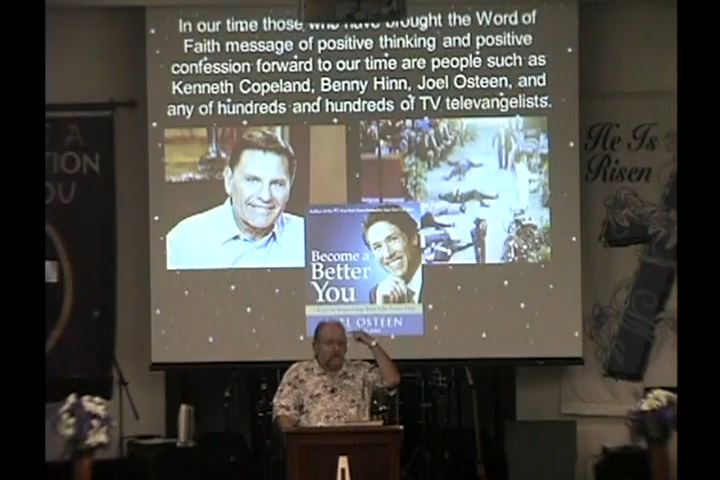 In our time those who have brought the Word of
Faith message of positive thinking and positive
confession forward to our time are people such as
Kenneth Copeland, Benny Hinn, Joel Osteen, and
any of hundreds and hundreds of TV televangelists.
He Is
Risen
Become a
Better
You
OSTEEN